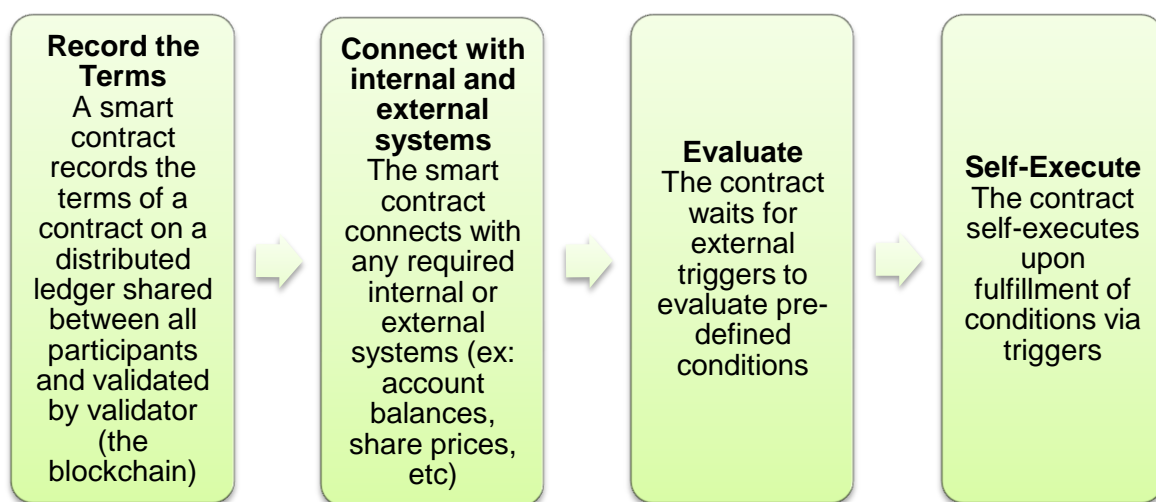 Record the
Terms
A smart
contract
records the
terms of a
contract on a
distributed
ledger shared
between all
participants
and validated
by validator
(the
blockchain)
Connect with
internal and
external
systems
The smart
contract
connects with
any required
internal or
external
systems (ex:
account
balances,
share prices,
etc)
Evaluate
The contract
waits for
external
triggers to
evaluate pre-
defined
conditions
Self-Execute
The contract
self-executes
upon
fulfillment of
conditions via
triggers